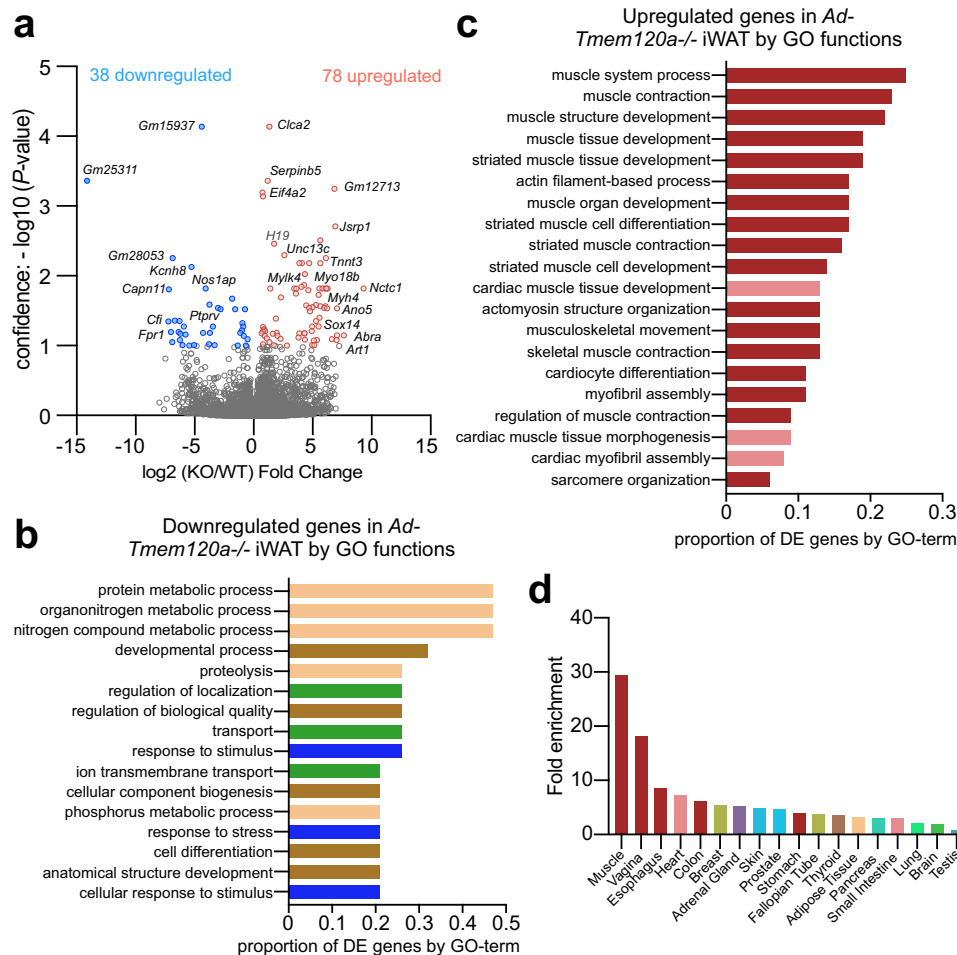 a
5
4
3
2
1
0
confidence: - log10 (P-value)
38 downregulated
78 upregulated
Gm15937
Clca2
Gm25311
Serpinb5
Eif4a2
Gm12713
Jsrp1
H19
Unc13c
Gm28053
Kcnh8
Tnnt3
Capn11
Nos1ap
Mylk4
Myo18b
Nctc1
Myh4
Ano5
Cfi
Ptprv
Sox14
Fpr1
Abra
Art1
-15
-10
-5
0
5
10
15
log2 (KO/WT) Fold Change
c
Upregulated genes in Ad-
Tmem120a-/- iWAT by GO functions
muscle system process
muscle contraction
muscle structure development
muscle tissue development
striated muscle tissue development
actin filament-based process
muscle organ development
striated muscle cell differentiation
striated muscle contraction
striated muscle cell development
cardiac muscle tissue development
actomyosin structure organization
musculoskeletal movement
skeletal muscle contraction
cardiocyte differentiation
myofibril assembly
regulation of muscle contraction
cardiac muscle tissue morphogenesis
cardiac myofibril assembly
sarcomere organization
0
0.1
0.2
0.3
proportion of DE genes by GO-term
b
Downregulated genes in Ad-
Tmem120a-/- iWAT by GO functions
protein metabolic process
organonitrogen metabolic process
nitrogen compound metabolic process
developmental process
proteolysis
regulation of localization
regulation of biological quality
transport
response to stimulus
ion transmembrane transport
cellular component biogenesis
phosphorus metabolic process
response to stress
cell differentiation
anatomical structure development
cellular response to stimulus
0
0.1
0.2
0.3
0.4
0.5
proportion of DE genes by GO-term
d
40
30
20
10
0
Fold enrichment
Muscle
Vagina
Esophagus
Heart
Colon
Breast
Adrenal Gland
Skin
Prostate
Stomach
Fallopian Tube
Thyroid
Adipose Tissue
Pancreas
Small Intestine
Lung
Brain
Testis